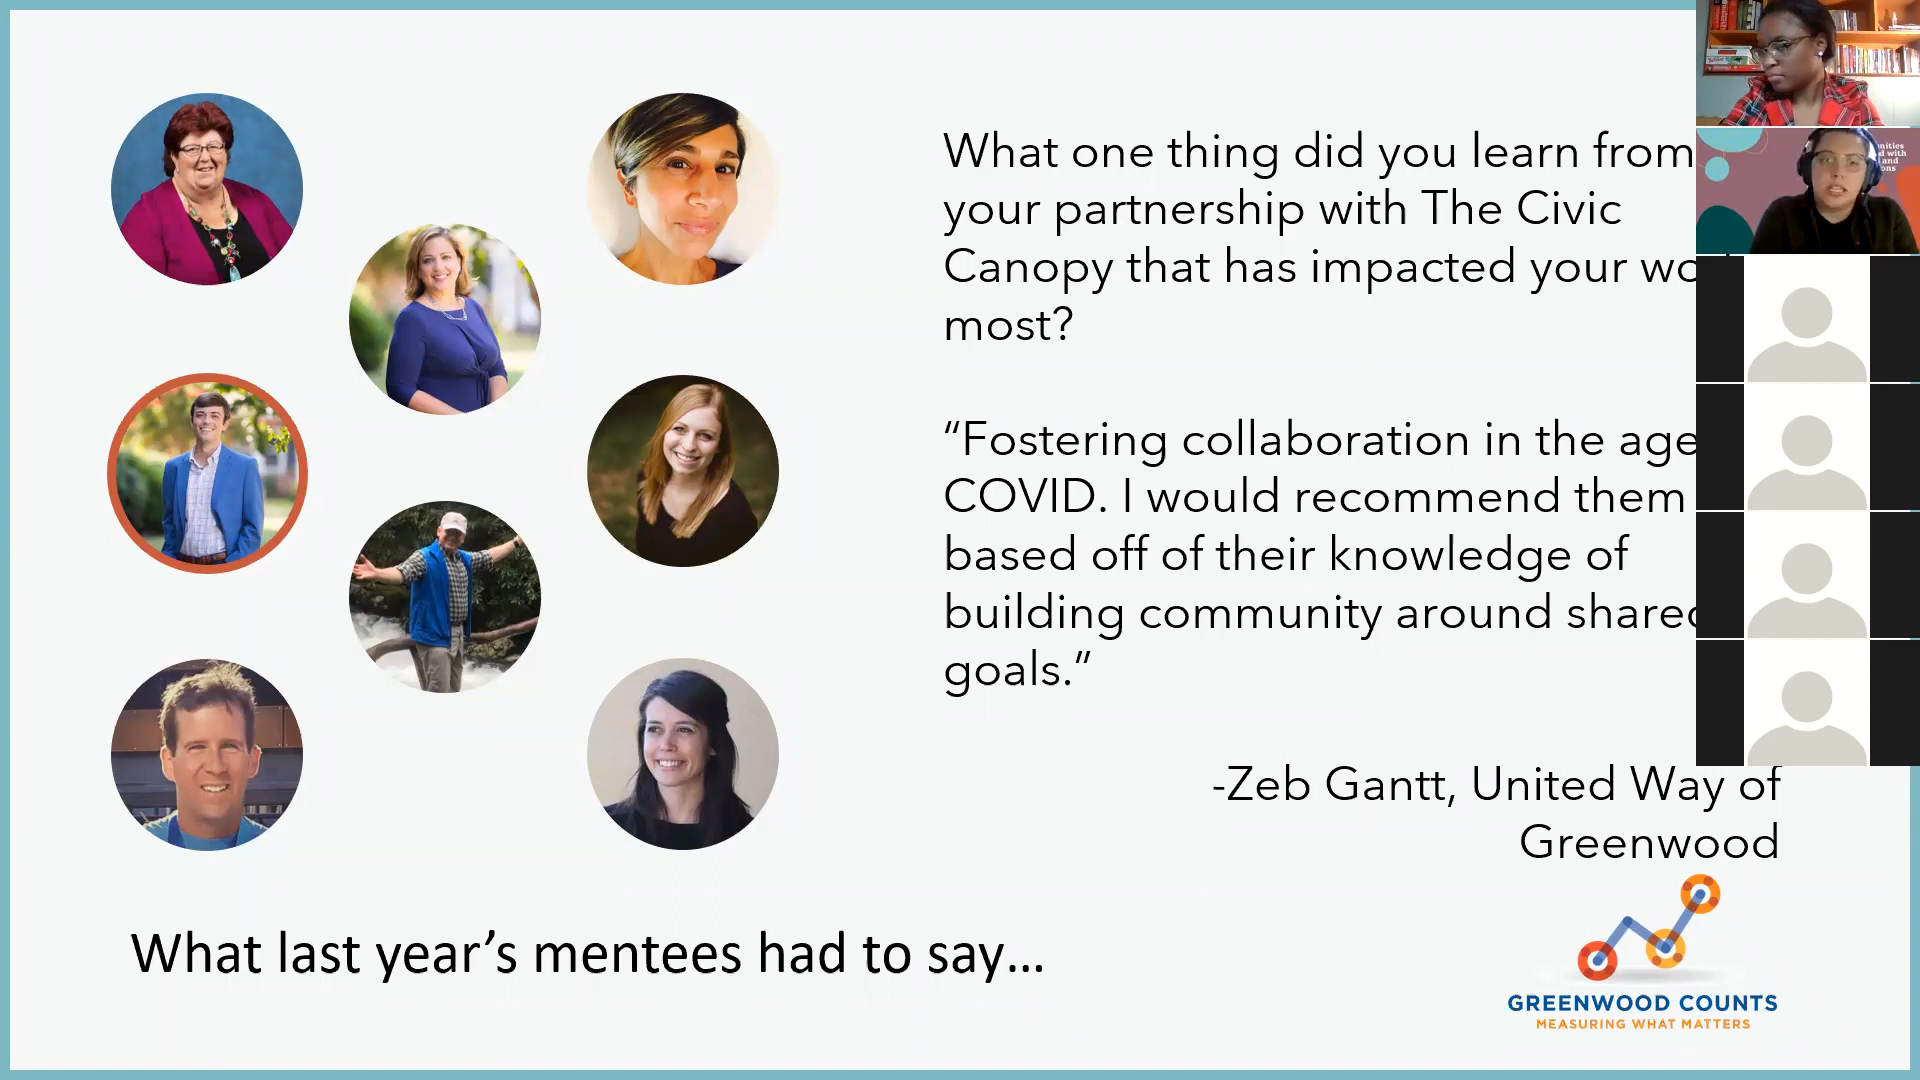 What one thing did you learn from
your partnership with The Civic
Canopy that has impacted your
most?
“Fostering collaboration in the age
COVID. I would recommend them
based off of their knowledge of
building community around shared
goals.”
-Zeb Gantt, United Way of
Greenwood
What last year’s mentees had to say…
GREENWOOD COUNTS
MEASURING WHAT MATTERS